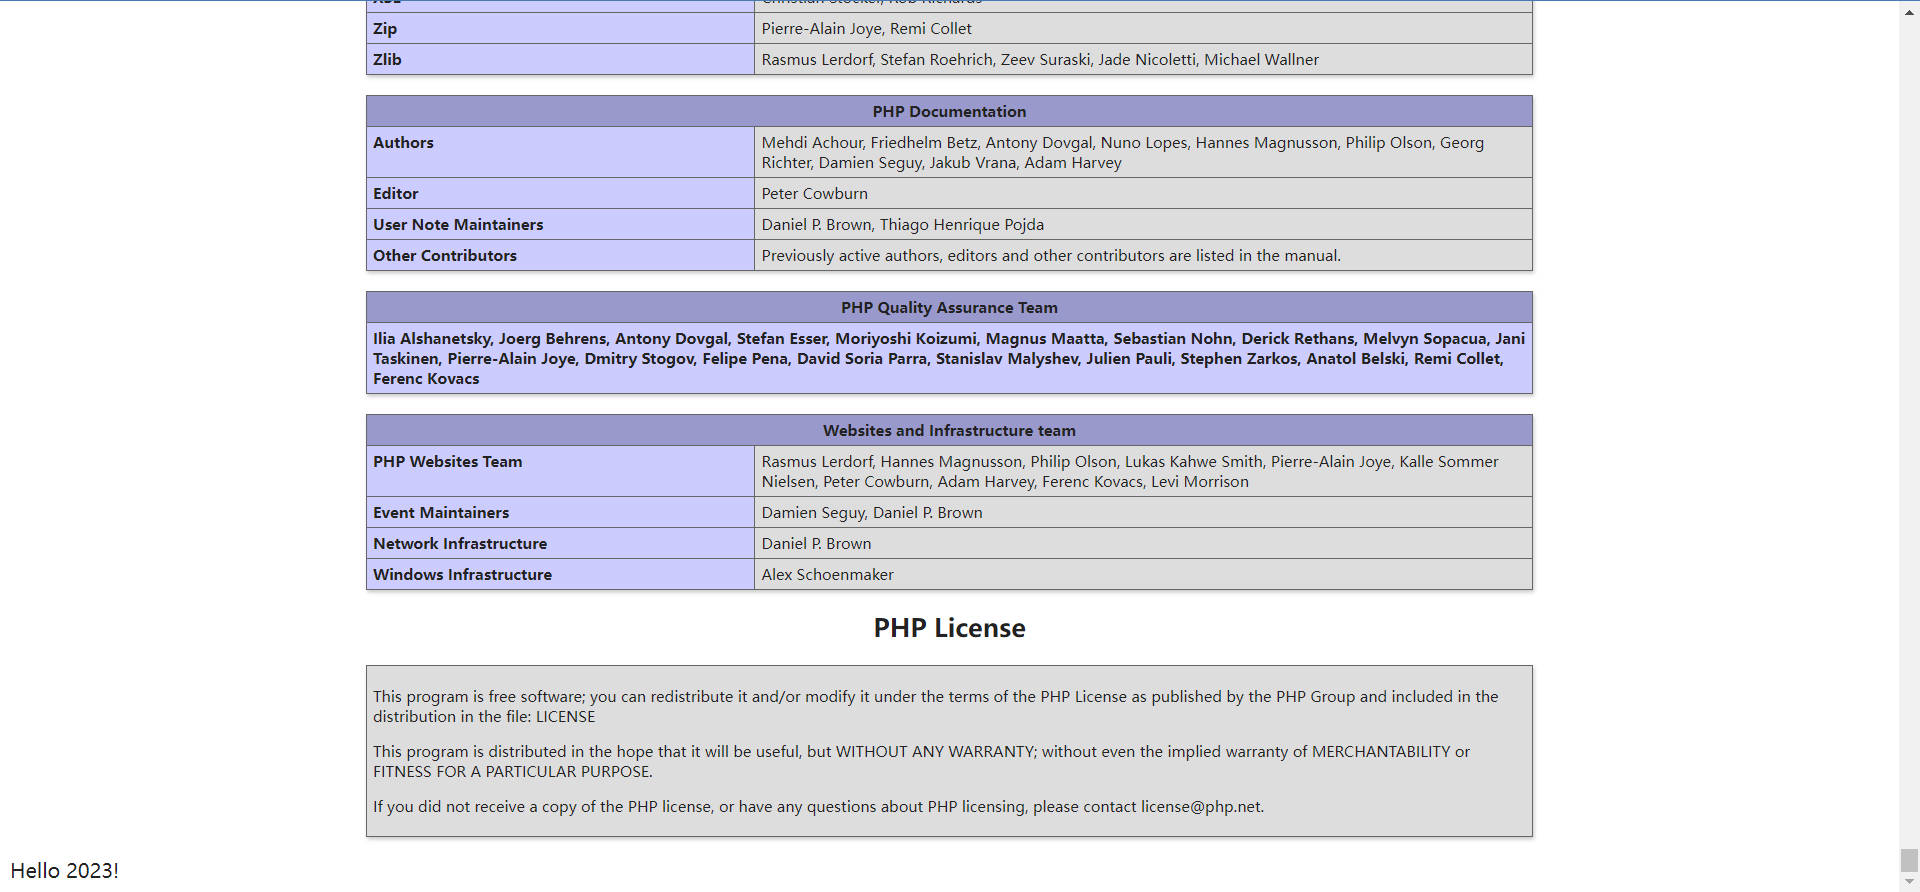 Zip
Pierre-Alain Joye, Remi Collet
Zlib
Rasmus Lerdorf, Stefan Roehrich, Zeev Suraski, Jade Nicoletti, Michael Wallner
PHP Documentation
Authors
Mehdi Achour, Friedhelm Betz, Antony Dovgal, Nuno Lopes, Hannes Magnusson, Philip Olson, Georg
Richter, Damien Seguy, Jakub Vrana, Adam Harvey
Editor
Peter Cowburn
User Note Maintainers
Daniel P. Brown, Thiago Henrique Pojda
Other Contributors
Previously active authors, editors and other contributors are listed in the manual.
PHP Quality Assurance Team
Ilia Alshanetsky, Joerg Behrens, Antony Dovgal, Stefan Esser, Moriyoshi Koizumi, Magnus Maatta, Sebastian Nohn, Derick Rethans, Melvyn Sopacua, Jani
Taskinen, Pierre-Alain Joye, Dmitry Stogov, Felipe Pena, David Soria Parra, Stanislav Malyshev, Julien Pauli, Stephen Zarkos, Anatol Belski, Remi Collet,
Ferenc Kovacs
Websites and Infrastructure team
PHP Websites Team
Rasmus Lerdorf, Hannes Magnusson, Philip Olson, Lukas Kahwe Smith, Pierre-Alain Joye, Kalle Sommer
Nielsen, Peter Cowburn, Adam Harvey, Ferenc Kovacs, Levi Morrison
Event Maintainers
Damien Seguy, Daniel P. Brown
Network Infrastructure
Daniel P. Brown
Windows Infrastructure
Alex Schoenmaker
PHP License
This program is free software; you can redistribute it and/or modify it under the terms of the PHP License as published by the PHP Group and included in the
distribution in the file: LICENSE
This program is distributed in the hope that it will be useful, but WITHOUT ANY WARRANTY; without even the implied warranty of MERCHANTABILITY or
FITNESS FOR A PARTICULAR PURPOSE.
If you did not receive a copy of the PHP license, or have any questions about PHP licensing, please contact license@php.net.
Hello 2023!